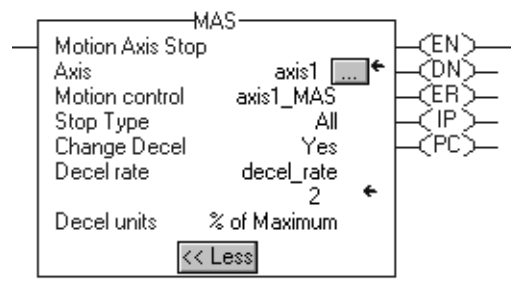 MAS
Motion Axis Stop (EN)
Axis axis1 ... (DN)
Motion control axis1_MAS (ER)
Stop Type All (IP)
Change Decel Yes (PC)
Decel rate decel_rate
2
Decel units % of Maximum
<< Less